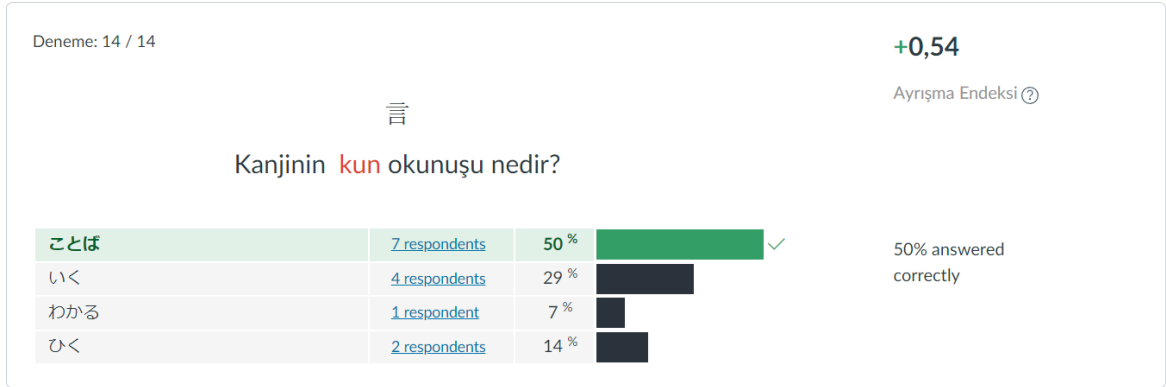 Deneme: 14 / 14
+0,54
Ayrışma Endeksi ?
言
Kanjinin kun okunuşu nedir?
ことば 7 respondents 50 %
いく 4 respondents 29 %
わかる 1 respondent 7 %
ひく 2 respondents 14 %
50% answered
correctly